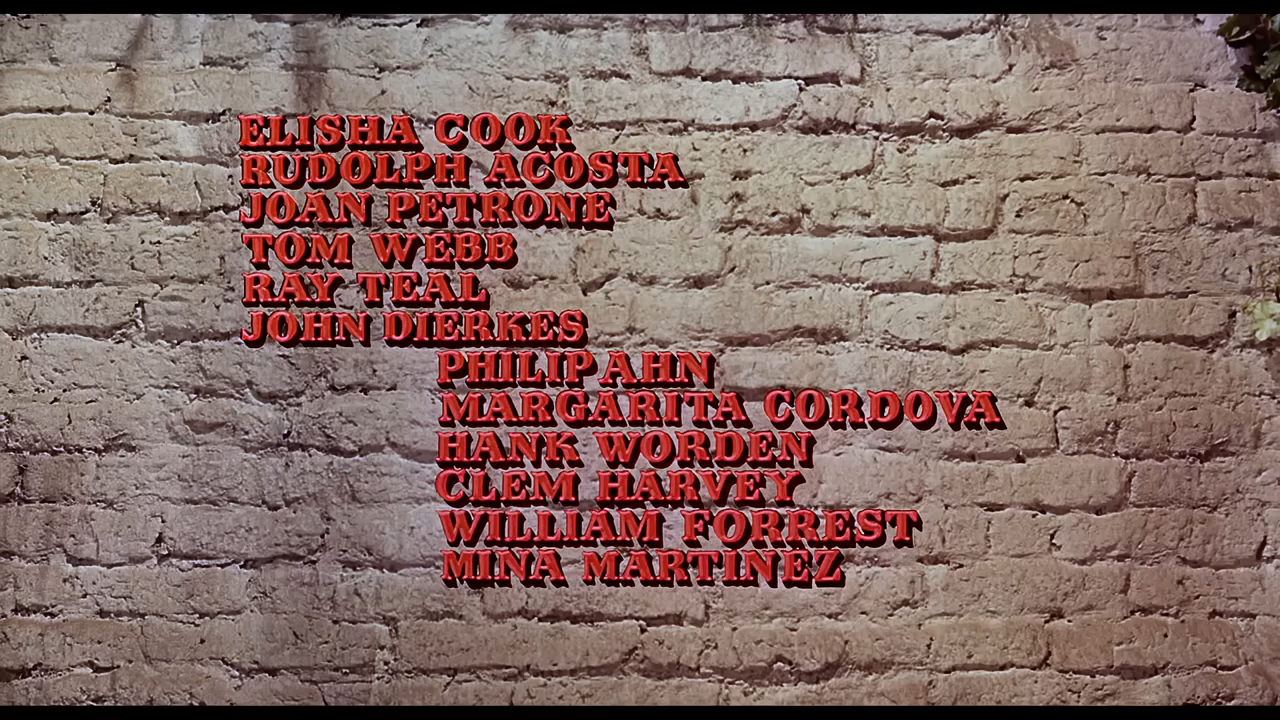 ELISHA COOK
RUDOLPH ACOSTA
JOAN PETRONE
TOM WEBB
RAY TEAL
JOHN DIERKES
PHILIP AHN
MARGARITA CORDOVA
HANK WORDEN
CLEM HARVEY
WILLIAM FORREST
MINA MARTINEZ